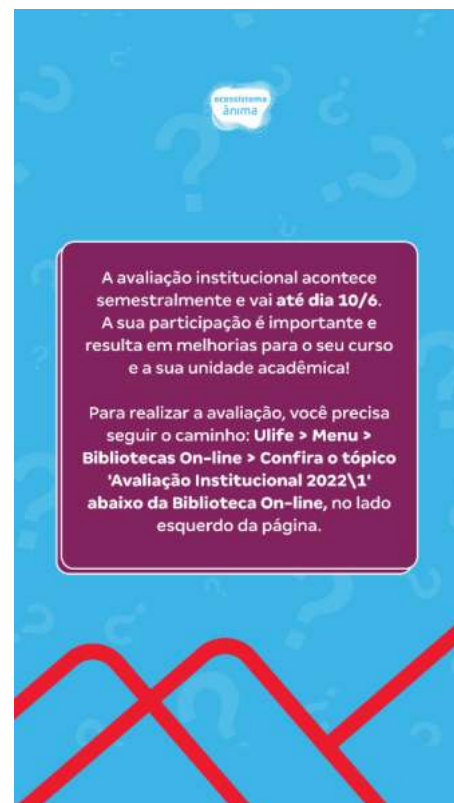 ecossistema
ânima
A avaliação institucional acontece
semestralmente e vai até dia 10/6.
A sua participação é importante e
resulta em melhorias para o seu curso
e a sua unidade acadêmica!
Para realizar a avaliação, você precisa
seguir o caminho: Ulife > Menu >
Bibliotecas On-line > Confira o tópico
'Avaliação Institucional 2022\1'
abaixo da Biblioteca On-line, no lado
esquerdo da página.